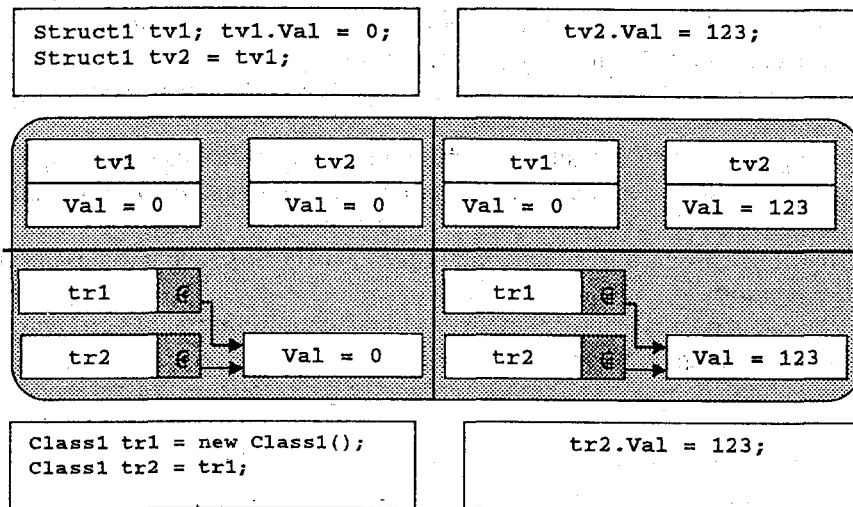 Struct1 tv1; tv1.Val = 0;
Struct1 tv2 = tv1;
tv2.Val = 123;
tv1
tv2
tv1
tv2
Val = 0
Val = 0
Val = 0
Val = 123
tr1 @
tr1 @
tr2 @
Val = 0
tr2 @
Val = 123
Class1 tr1 = new Class1();
Class1 tr2 = tr1;
tr2.Val = 123;